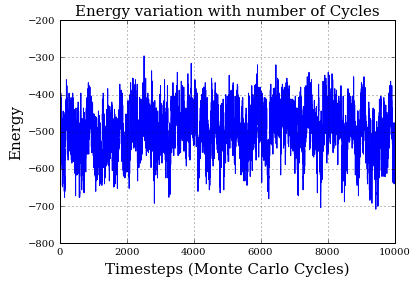 Energy variation with number of Cycles
−200
−300
−400
−500
−600
−700
−800
Energy
0 2000 4000 6000 8000 10000
Timesteps (Monte Carlo Cycles)